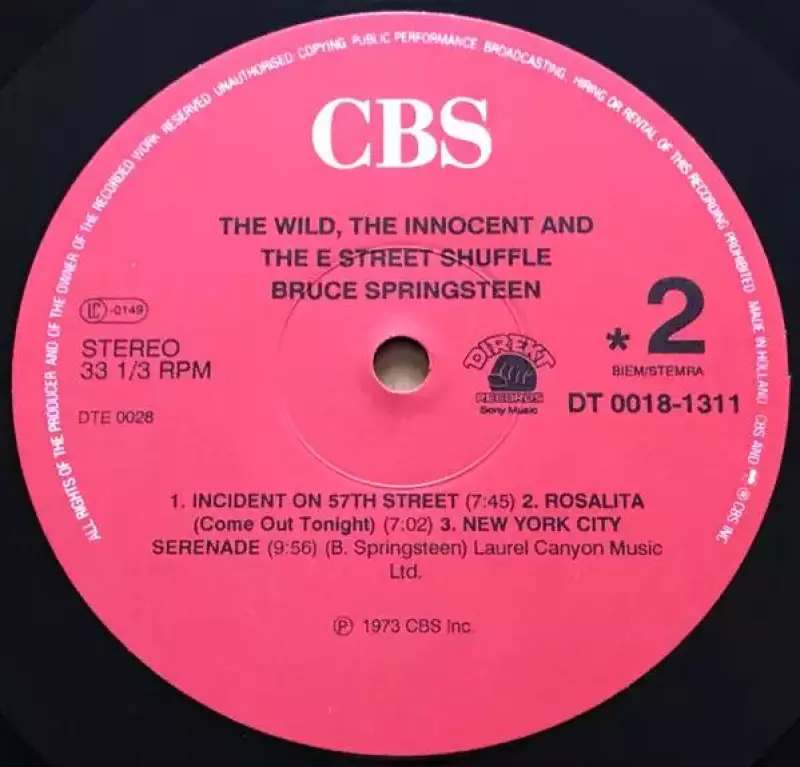 ALL RIGHTS OF THE PRODUCER AND OF THE OWNER OF THE RECORDED WORK RESERVED UNAUTHORISED COPYING PUBLIC PERFORMANCE BROADCASTING HIRING OR RENTAL OF THIS RECORDING PROHIBITED MADE IN HOLLAND CBS AND ℗ CBS INC
CBS
THE WILD, THE INNOCENT AND
THE E STREET SHUFFLE
BRUCE SPRINGSTEEN
LC -0149
STEREO
33 1/3 RPM
DTE 0028
DIREKT
RECORDS
Sony Music
* 2
BIEM/STEMRA
DT 0018-1311
1. INCIDENT ON 57TH STREET (7:45) 2. ROSALITA
(Come Out Tonight) (7:02) 3. NEW YORK CITY
SERENADE (9:56) (B. Springsteen) Laurel Canyon Music
Ltd.
℗ 1973 CBS Inc.